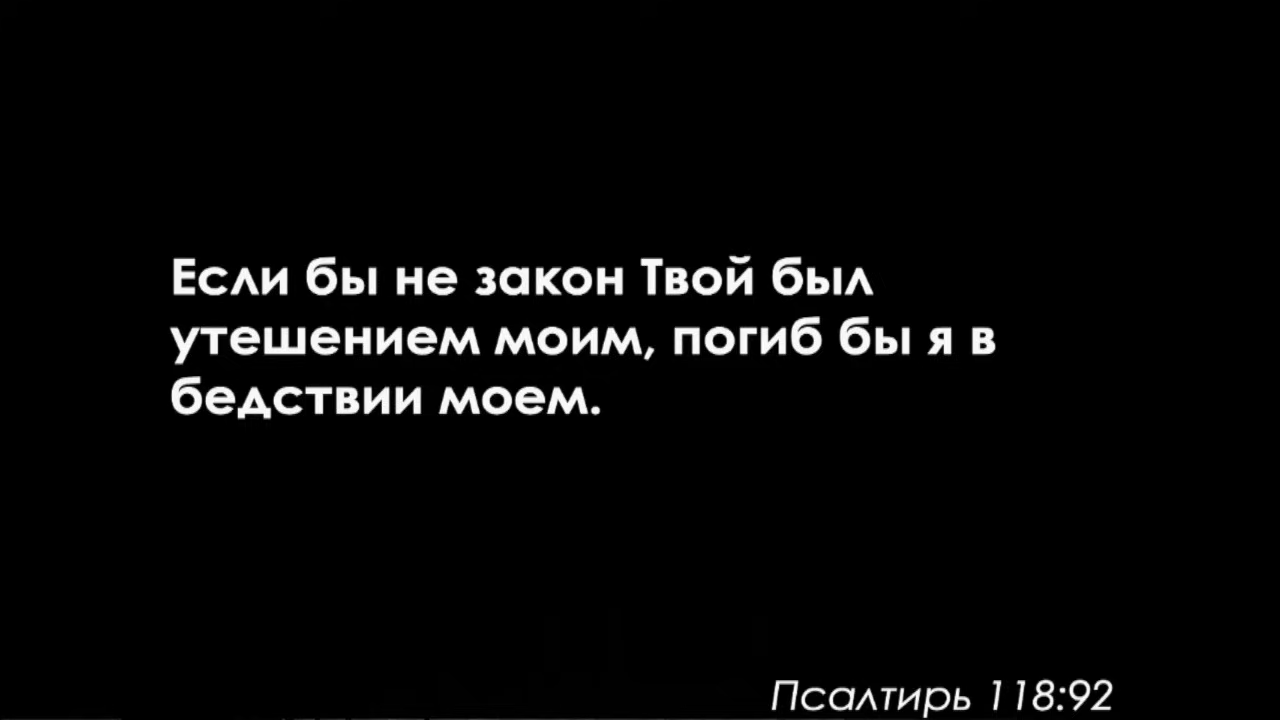 Если бы не закон Твой был
утешением моим, погиб бы я в
бедствии моем.
Псалтирь 118:92